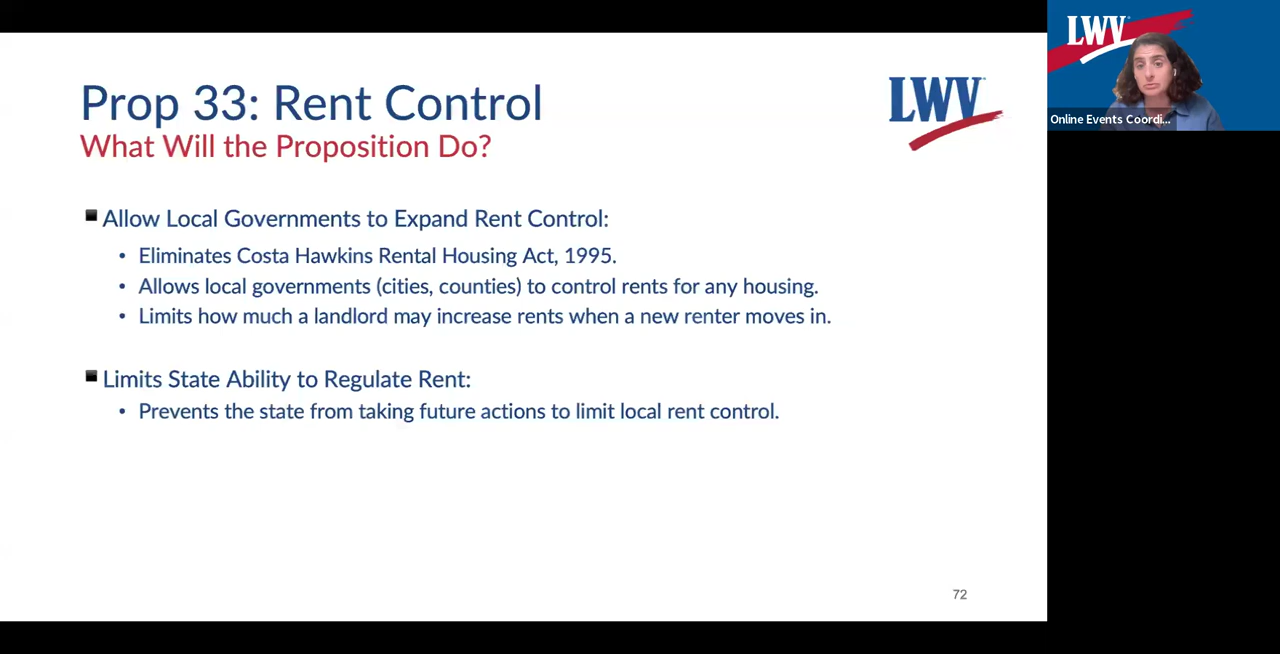 Prop 33: Rent Control
What Will the Proposition Do?
LWV
LWV
Online Events Coordi...
Allow Local Governments to Expand Rent Control:
• Eliminates Costa Hawkins Rental Housing Act, 1995.
• Allows local governments (cities, counties) to control rents for any housing.
• Limits how much a landlord may increase rents when a new renter moves in.
Limits State Ability to Regulate Rent:
• Prevents the state from taking future actions to limit local rent control.
72